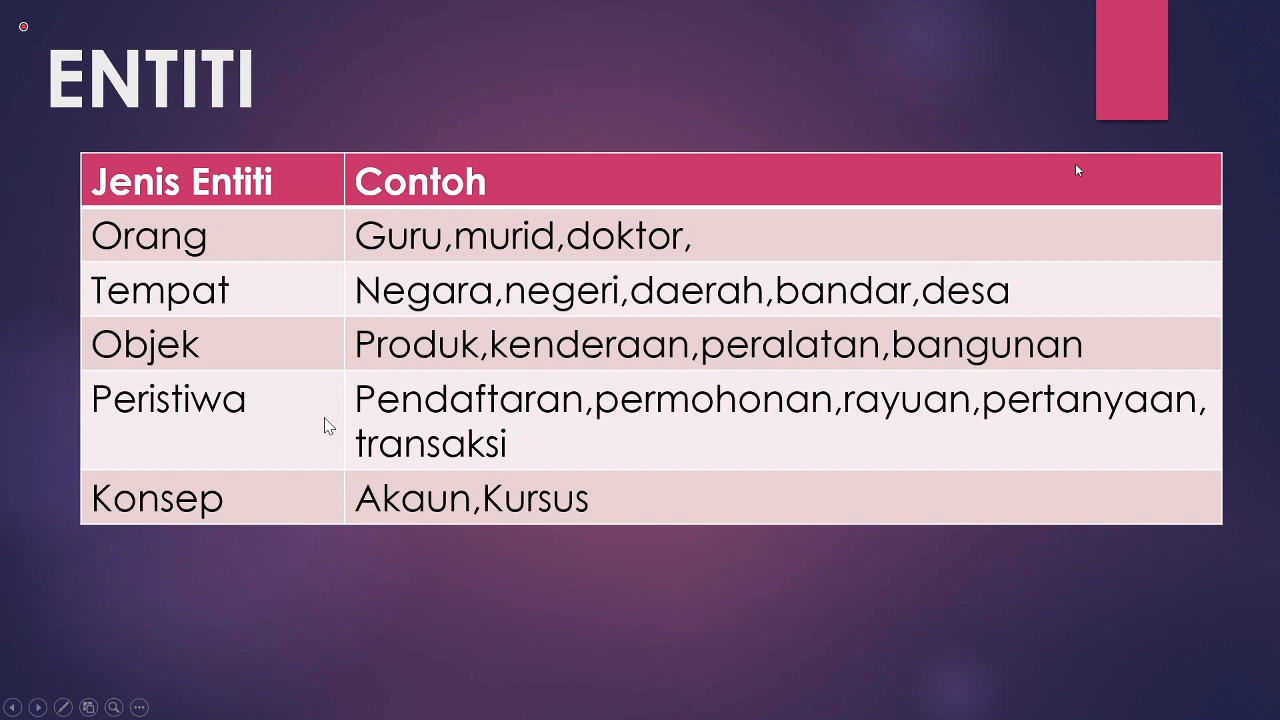 ENTITI
Jenis Entiti Contoh
Orang Guru,murid,doktor,
Tempat Negara,negeri,daerah,bandar,desa
Objek Produk,kenderaan,peralatan,bangunan
Peristiwa Pendaftaran,permohonan,rayuan,pertanyaan,
transaksi
Konsep Akaun,Kursus